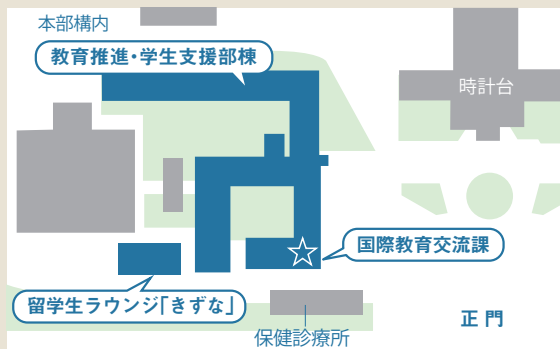 本部構内
教育推進・学生支援部棟
時計台
国際教育交流課
留学生ラウンジ「きずな」
正門
保健診療所